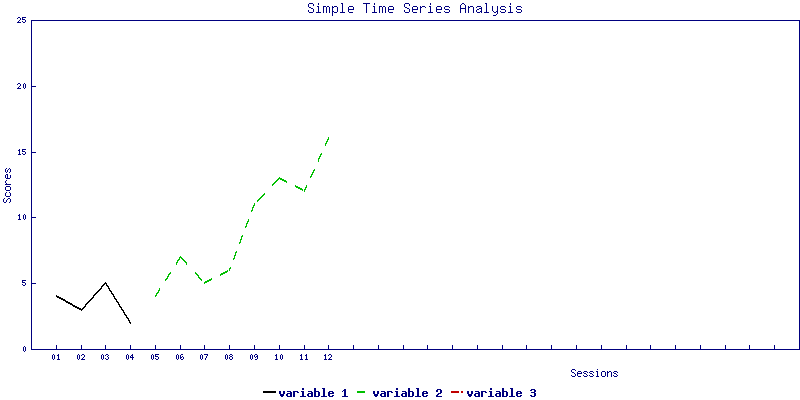 Simple Time Series Analysis
25
20
15
10
5
0
Scores
01 02 03 04 05 06 07 08 09 10 11 12
Sessions
variable 1 variable 2 variable 3